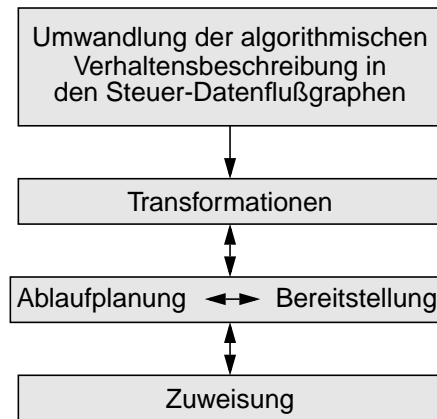 Umwandlung der algorithmischen
Verhaltensbeschreibung in
den Steuer-Datenflußgraphen
Transformationen
Ablaufplanung Bereitstellung
Zuweisung